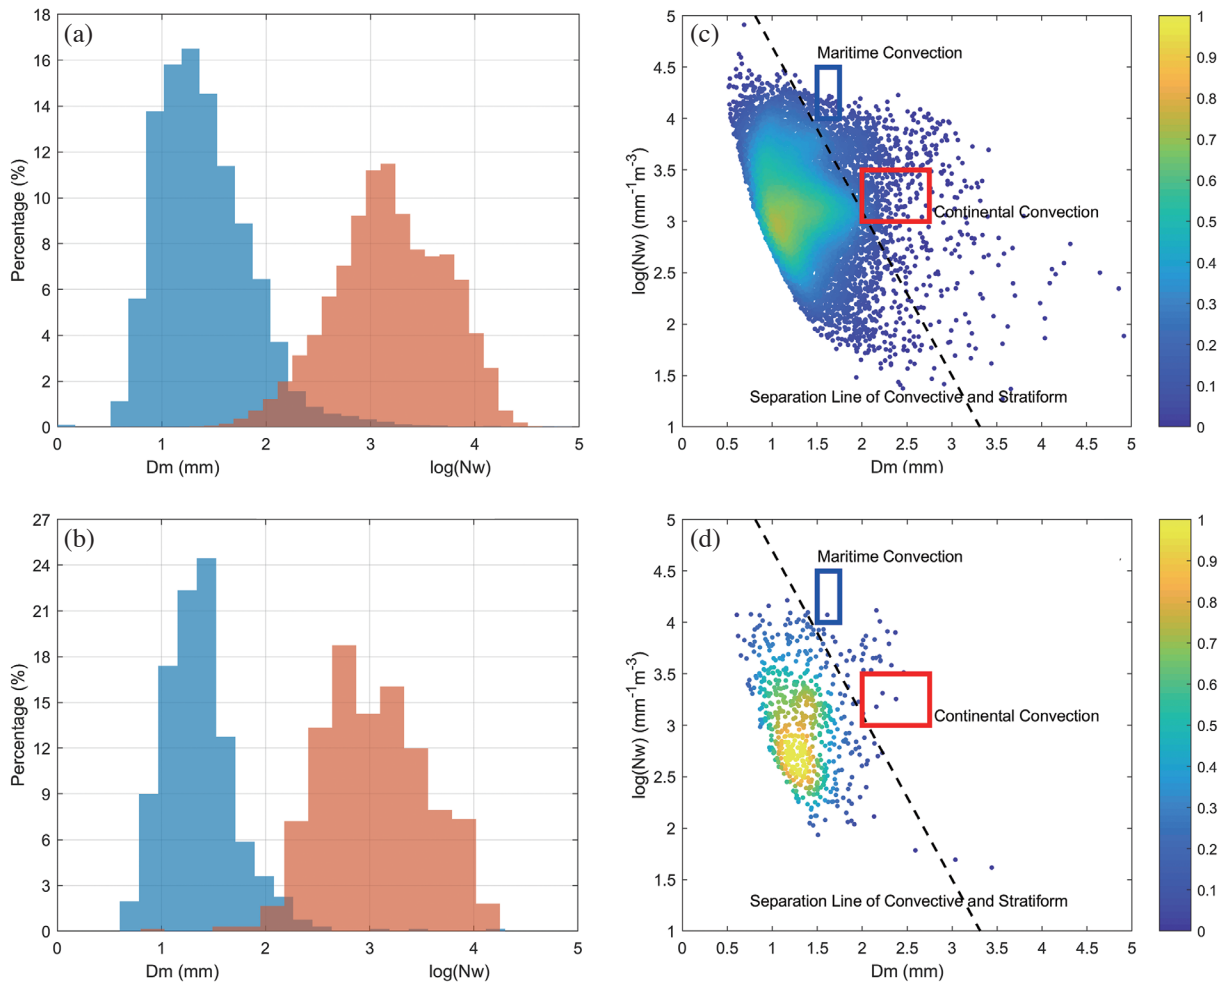 (a)
18
16
14
12
10
8
6
4
2
0
Percentage (%)
0 1 2 3 4 5
Dm (mm) log(Nw)
(c)
5
4.5
4
3.5
3
2.5
2
1.5
1
log(Nw) (mm⁻¹m⁻³)
Maritime Convection
Continental Convection
Separation Line of Convective and Stratiform
0 0.5 1 1.5 2 2.5 3 3.5 4 4.5 5
Dm (mm)
1
0.9
0.8
0.7
0.6
0.5
0.4
0.3
0.2
0.1
0
(b)
27
24
21
18
15
12
9
6
3
0
Percentage (%)
0 1 2 3 4 5
Dm (mm) log(Nw)
(d)
5
4.5
4
3.5
3
2.5
2
1.5
1
log(Nw) (mm⁻¹m⁻³)
Maritime Convection
Continental Convection
Separation Line of Convective and Stratiform
0 0.5 1 1.5 2 2.5 3 3.5 4 4.5 5
Dm (mm)
1
0.9
0.8
0.7
0.6
0.5
0.4
0.3
0.2
0.1
0